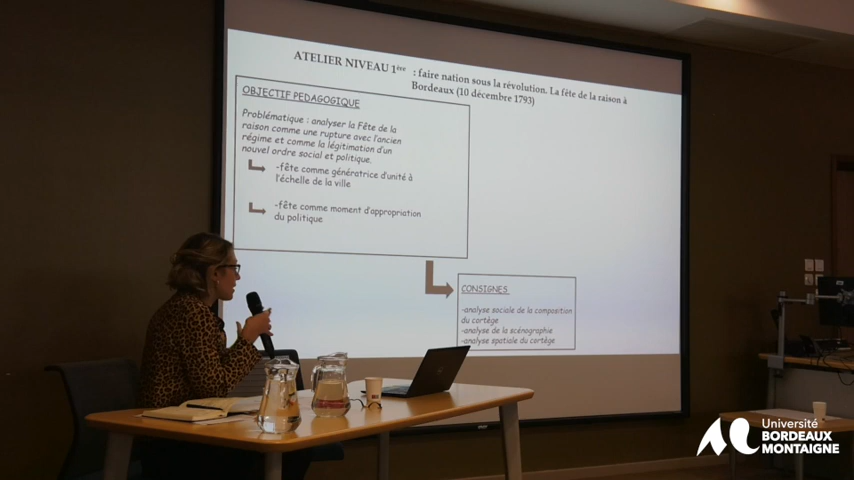 ATELIER NIVEAU 1ère : faire nation sous la révolution. La fête de la raison à
Bordeaux (10 décembre 1793)
OBJECTIF PEDAGOGIQUE
Problématique : analyser la Fête de la
raison comme une rupture avec l'ancien
régime et comme la légitimation d'un
nouvel ordre social et politique.
-fête comme génératrice d'unité à
l'échelle de la ville
-fête comme moment d'appropriation
du politique
CONSIGNES
-analyse sociale de la composition
du cortège
-analyse de la scénographie
-analyse spatiale du cortège
Université
BORDEAUX
MONTAIGNE